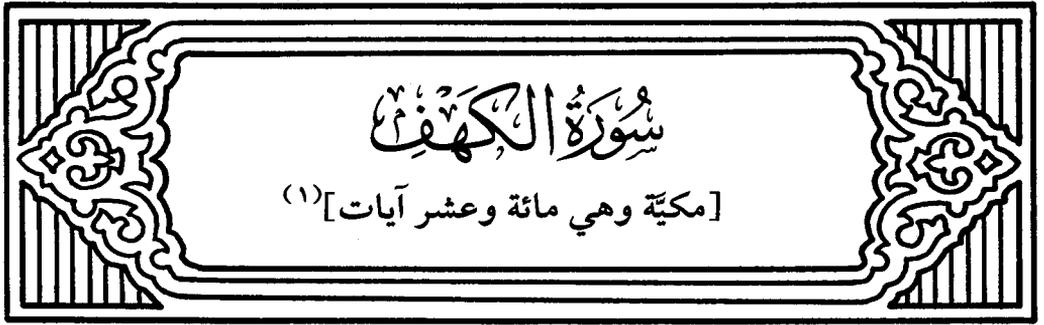 سُورَةُ الكَهَفِ
[مكيَّة وهي مائة وعشر آيات](١)